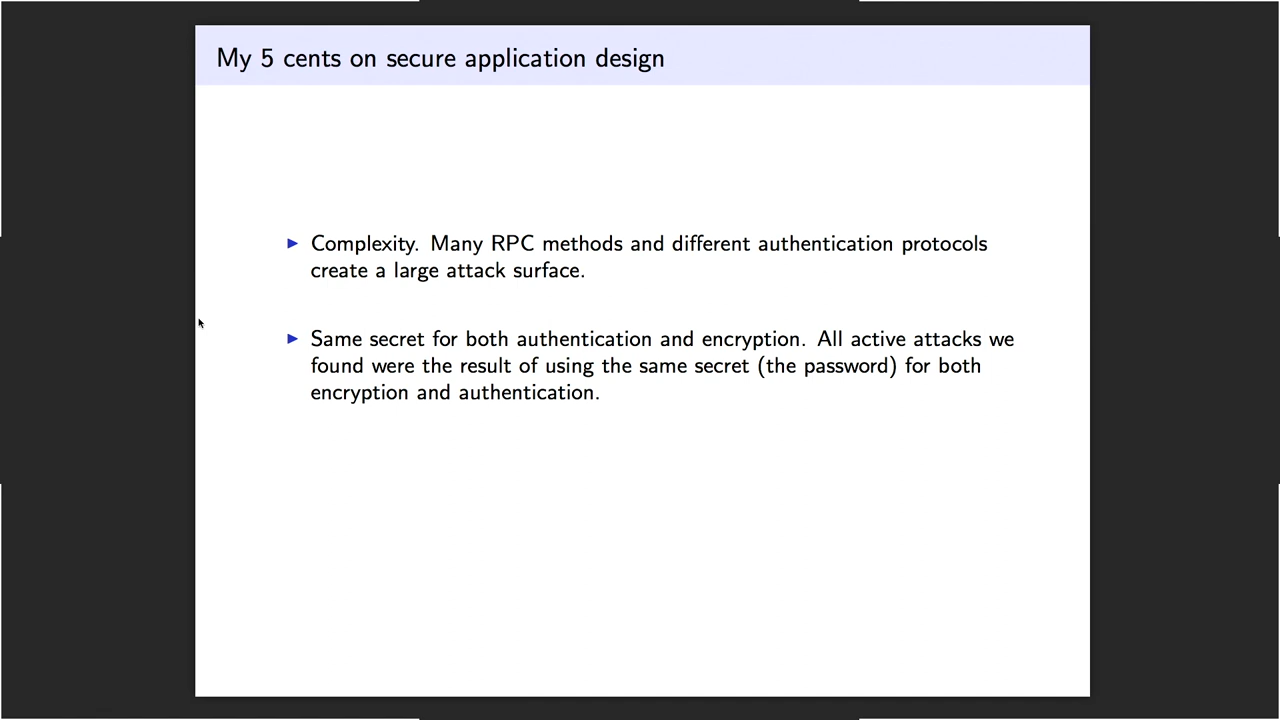 My 5 cents on secure application design
▶ Complexity. Many RPC methods and different authentication protocols
create a large attack surface.
▶ Same secret for both authentication and encryption. All active attacks we
found were the result of using the same secret (the password) for both
encryption and authentication.